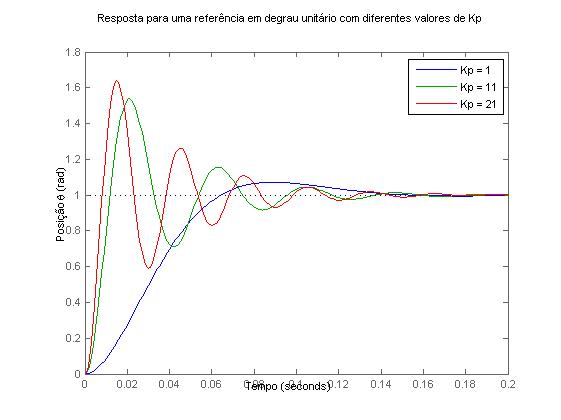 Resposta para uma referência em degrau unitário com diferentes valores de Kp
1.8
1.6
1.4
1.2
1
0.8
0.6
0.4
0.2
0
Posição θ (rad)
Kp = 1
Kp = 11
Kp = 21
0 0.02 0.04 0.06 0.08 0.1 0.12 0.14 0.16 0.18 0.2
Tempo (seconds)